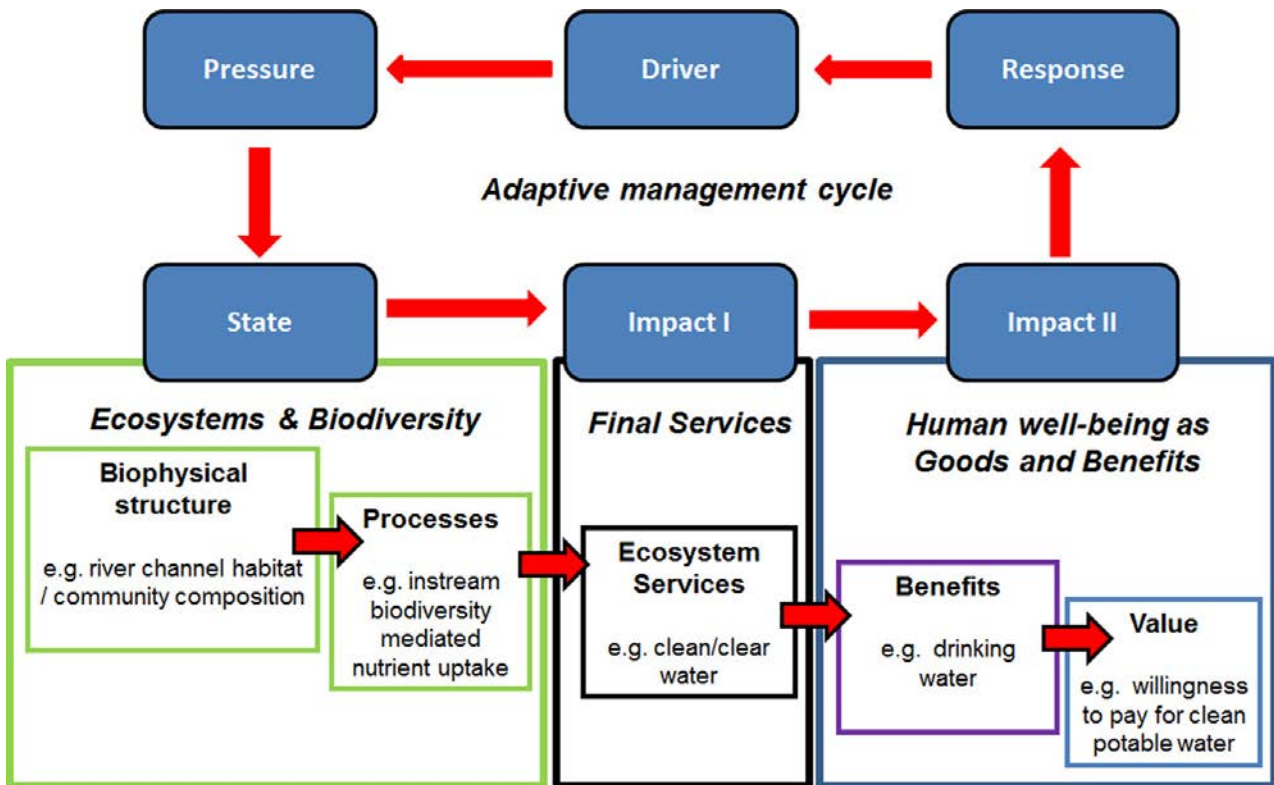 Pressure
Driver
Response
Adaptive management cycle
State
Impact I
Impact II
Ecosystems & Biodiversity
Biophysical
structure
e.g. river channel habitat
/ community composition
Processes
e.g. instream
biodiversity
mediated
nutrient uptake
Final Services
Ecosystem
Services
e.g. clean/clear
water
Human well-being as
Goods and Benefits
Benefits
e.g. drinking
water
Value
e.g. willingness
to pay for clean
potable water